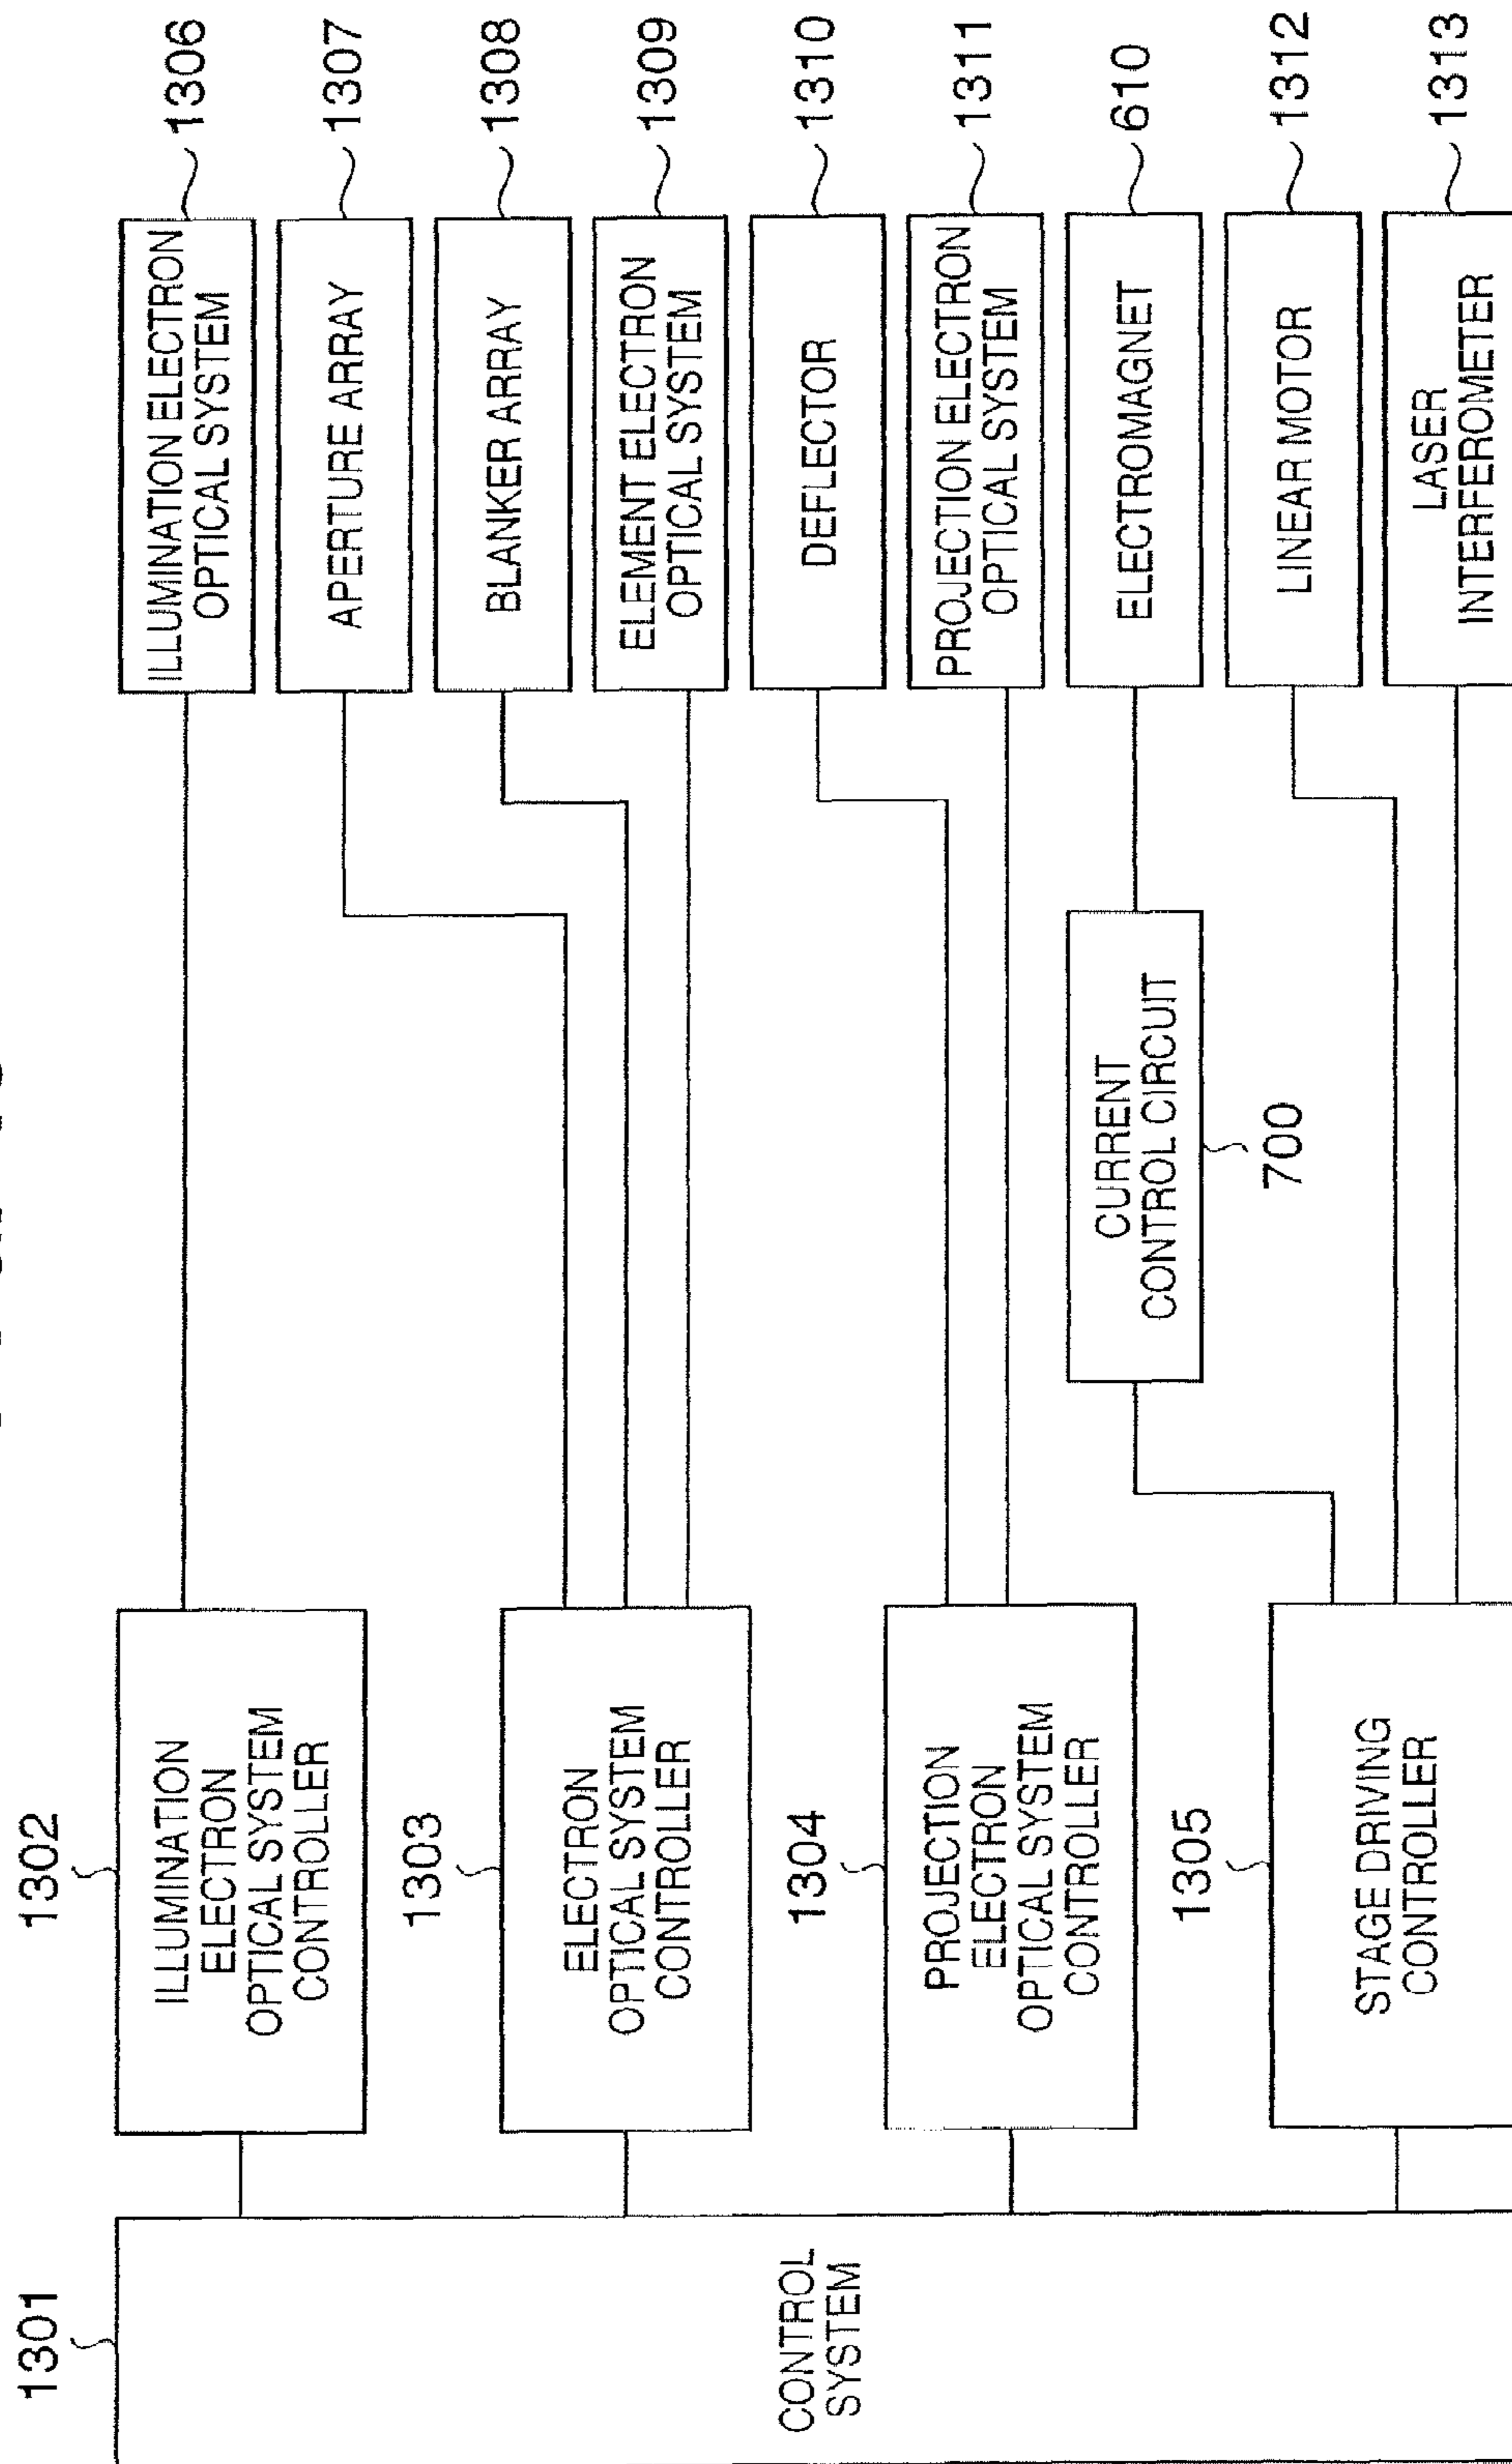 1301
CONTROL
SYSTEM
1302
ILLUMINATION
ELECTRON
OPTICAL SYSTEM
CONTROLLER
1303
ELECTRON
OPTICAL SYSTEM
CONTROLLER
1304
PROJECTION
ELECTRON
OPTICAL SYSTEM
CONTROLLER
1305
STAGE DRIVING
CONTROLLER
CURRENT
CONTROL CIRCUIT
700
ILLUMINATION ELECTRON
OPTICAL SYSTEM
1306
APERTURE ARRAY
1307
BLANKER ARRAY
1308
ELEMENT ELECTRON
OPTICAL SYSTEM
1309
DEFLECTOR
1310
PROJECTION ELECTRON
OPTICAL SYSTEM
1311
ELECTROMAGNET
610
LINEAR MOTOR
1312
LASER
INTERFEROMETER
1313